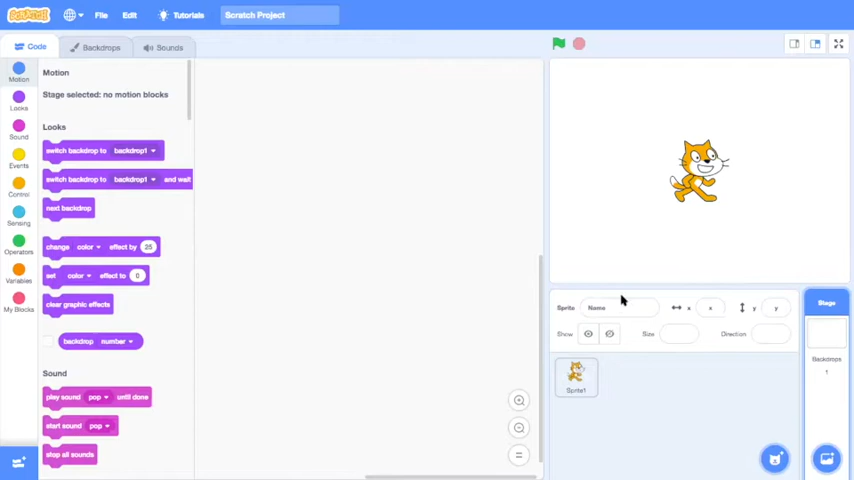 SCRATCH
File
Edit
Tutorials
Scratch Project
Code
Backdrops
Sounds
Motion
Looks
Sound
Events
Control
Sensing
Operators
Variables
My Blocks
Motion
Stage selected: no motion blocks
Looks
switch backdrop to backdrop1
switch backdrop to backdrop1 and wait
next backdrop
change color effect by 25
set color effect to 0
clear graphic effects
backdrop number
Sound
play sound pop until done
start sound pop
stop all sounds
Sprite Name x x y y
Show Size Direction
Sprite1
Stage
Backdrops
1